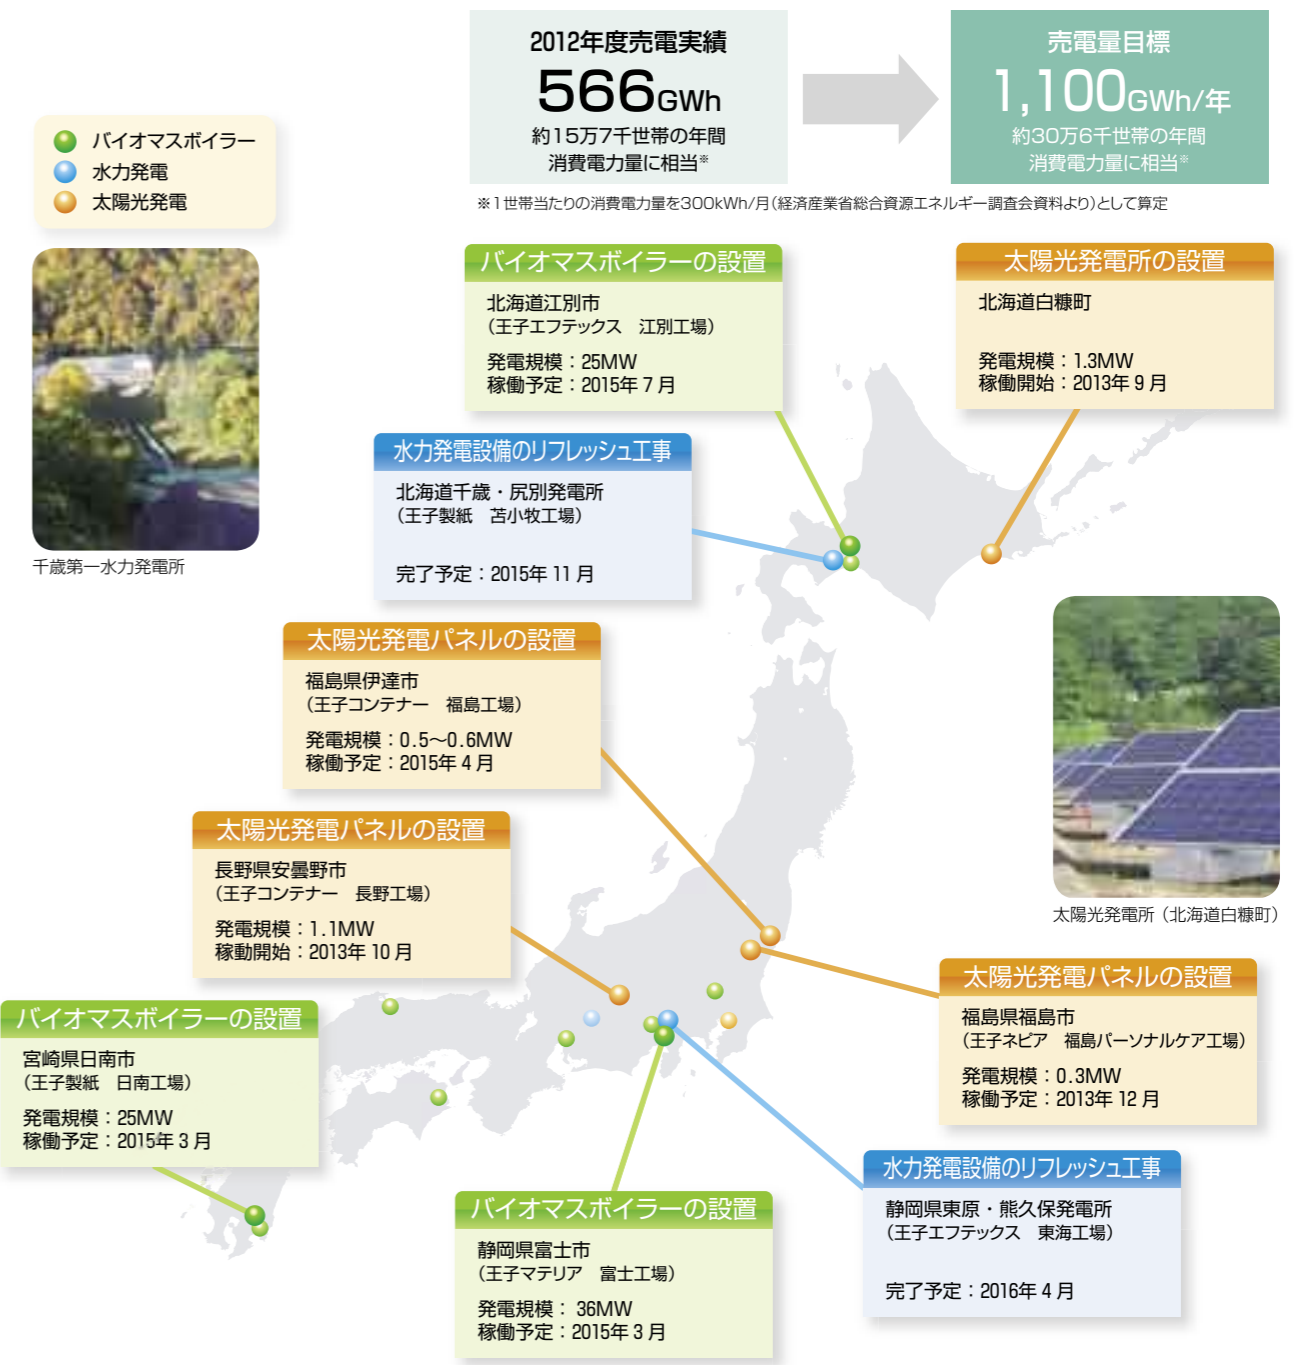 2012年度売電実績
566GWh
約15万7千世帯の年間
消費電力量に相当※
売電量目標
1,100GWh/年
約30万6千世帯の年間
消費電力量に相当※
※1世帯当たりの消費電力量を300kWh/月(経済産業省総合資源エネルギー調査会資料より)として算定
バイオマスボイラー
水力発電
太陽光発電
千歳第一水力発電所
バイオマスボイラーの設置
北海道江別市
(王子エフテックス 江別工場)
発電規模:25MW
稼働予定:2015年7月
太陽光発電所の設置
北海道白糠町
発電規模:1.3MW
稼働開始:2013年9月
水力発電設備のリフレッシュ工事
北海道千歳・尻別発電所
(王子製紙 苫小牧工場)
完了予定:2015年11月
太陽光発電パネルの設置
福島県伊達市
(王子コンテナー 福島工場)
発電規模:0.5〜0.6MW
稼働予定:2015年4月
太陽光発電所(北海道白糠町)
太陽光発電パネルの設置
長野県安曇野市
(王子コンテナー 長野工場)
発電規模:1.1MW
稼動開始:2013年10月
太陽光発電パネルの設置
福島県福島市
(王子ネピア 福島パーソナルケア工場)
発電規模:0.3MW
稼働予定:2013年12月
バイオマスボイラーの設置
宮崎県日南市
(王子製紙 日南工場)
発電規模:25MW
稼働予定:2015年3月
水力発電設備のリフレッシュ工事
静岡県東原・熊久保発電所
(王子エフテックス 東海工場)
完了予定:2016年4月
バイオマスボイラーの設置
静岡県富士市
(王子マテリア 富士工場)
発電規模: 36MW
稼働予定:2015年3月